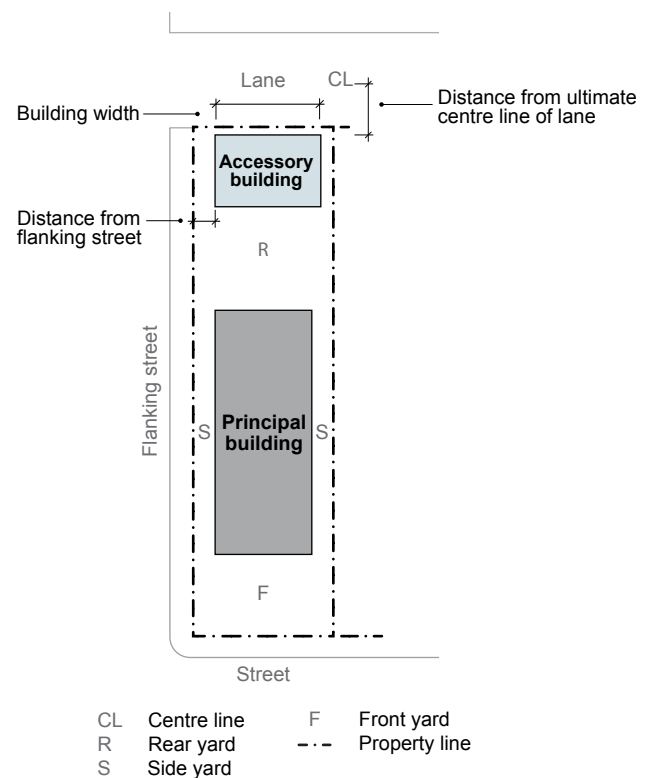 Lane
CL
Building width
Distance from ultimate
centre line of lane
Accessory
building
Distance from
flanking street
R
Flanking street
S
Principal
building
S
F
Street
CL Centre line
R Rear yard
S Side yard
F Front yard
Property line